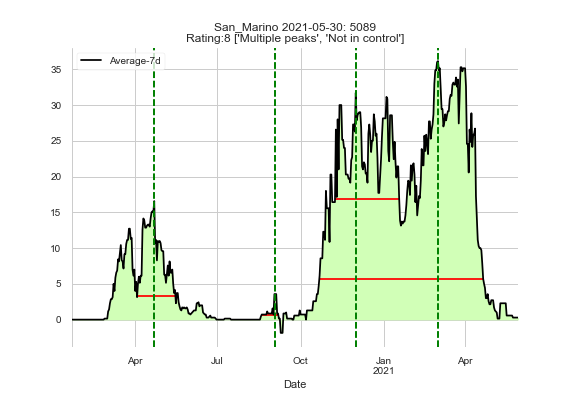 San_Marino 2021-05-30: 5089
Rating:8 ['Multiple peaks', 'Not in control']
Average-7d
35
30
25
20
15
10
5
0
Apr
Jul
Oct
Jan
2021
Apr
Date